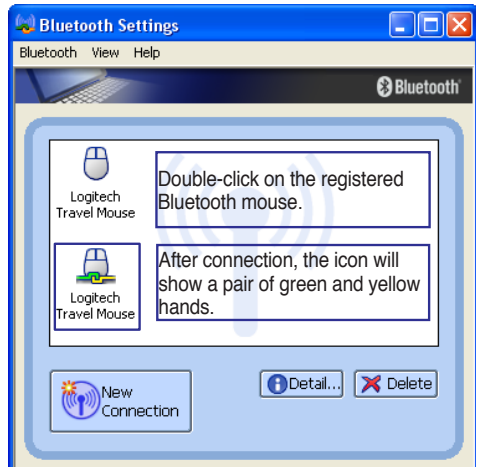 Bluetooth Settings
Bluetooth View Help
Bluetooth®
Logitech
Travel Mouse
Double-click on the registered
Bluetooth mouse.
Logitech
Travel Mouse
After connection, the icon will
show a pair of green and yellow
hands.
New
Connection
Detail...
Delete